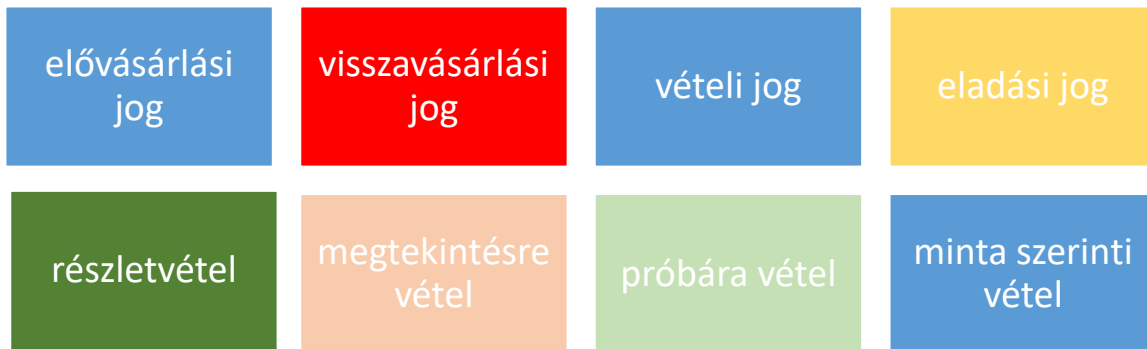 elővásárlási
jog
visszavásárlási
jog
vételi jog
eladási jog
részletvétel
megtekintésre
vétel
próbára vétel
minta szerinti
vétel